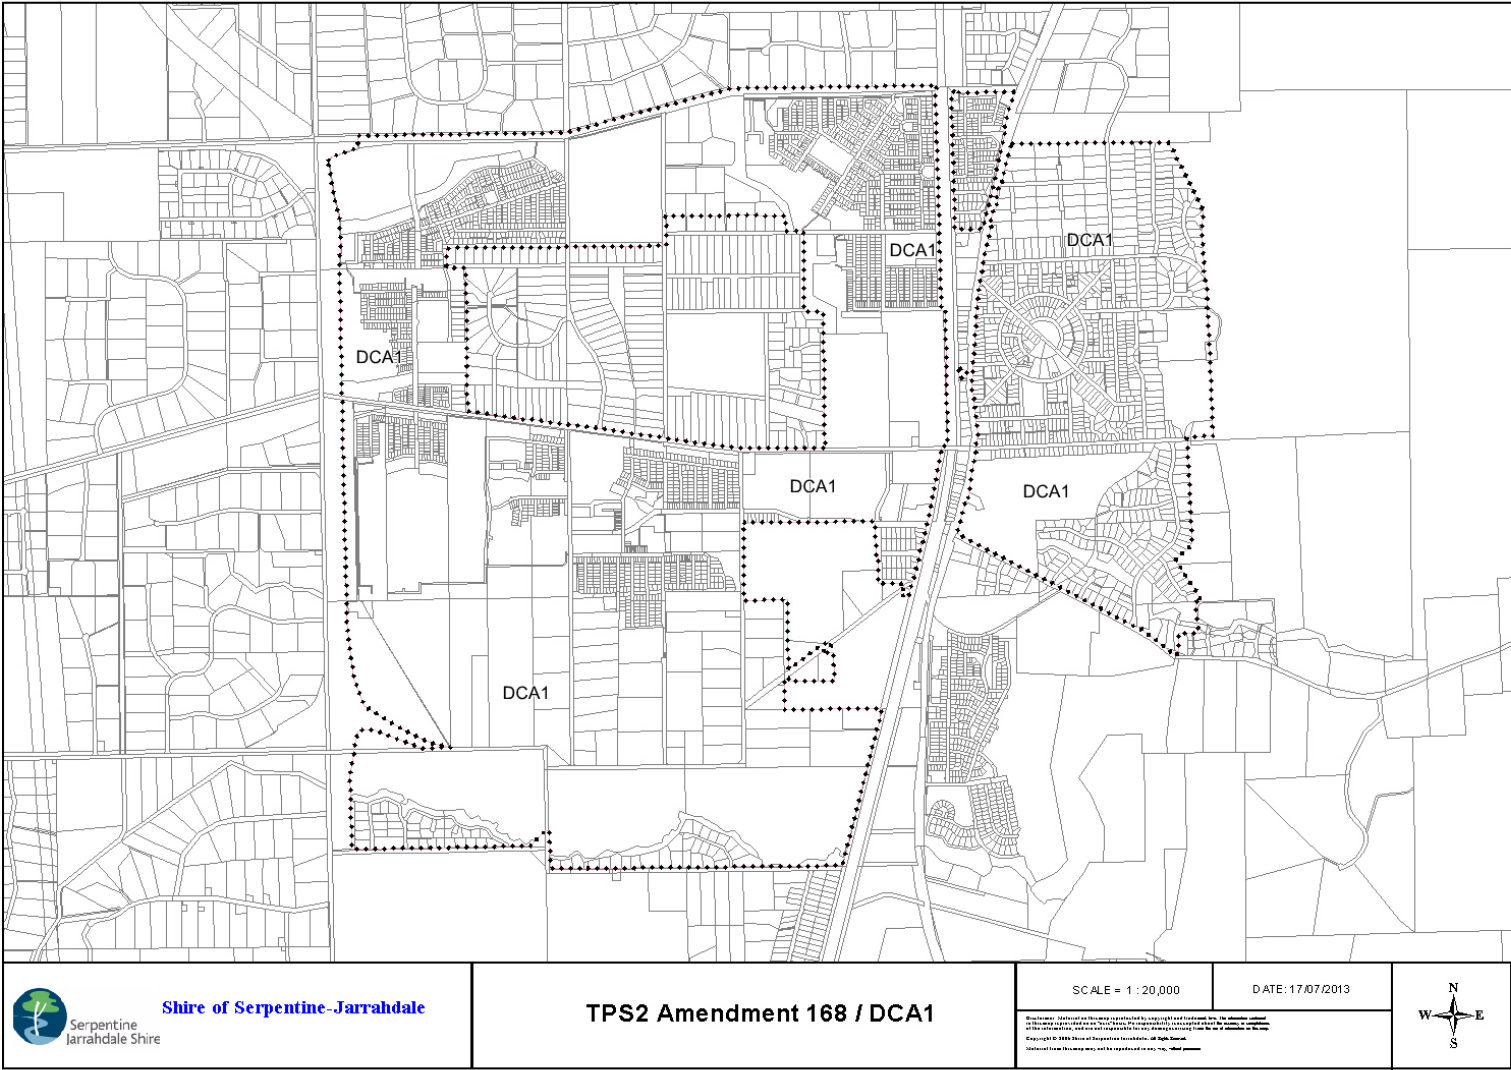 DCA1
DCA1
DCA1
DCA1
DCA1
DCA1
Shire of Serpentine-Jarrahdale
Serpentine
Jarrahdale Shire
TPS2 Amendment 168 / DCA1
SCALE = 1 : 20,000
DATE: 17/07/2013
N
W E
S